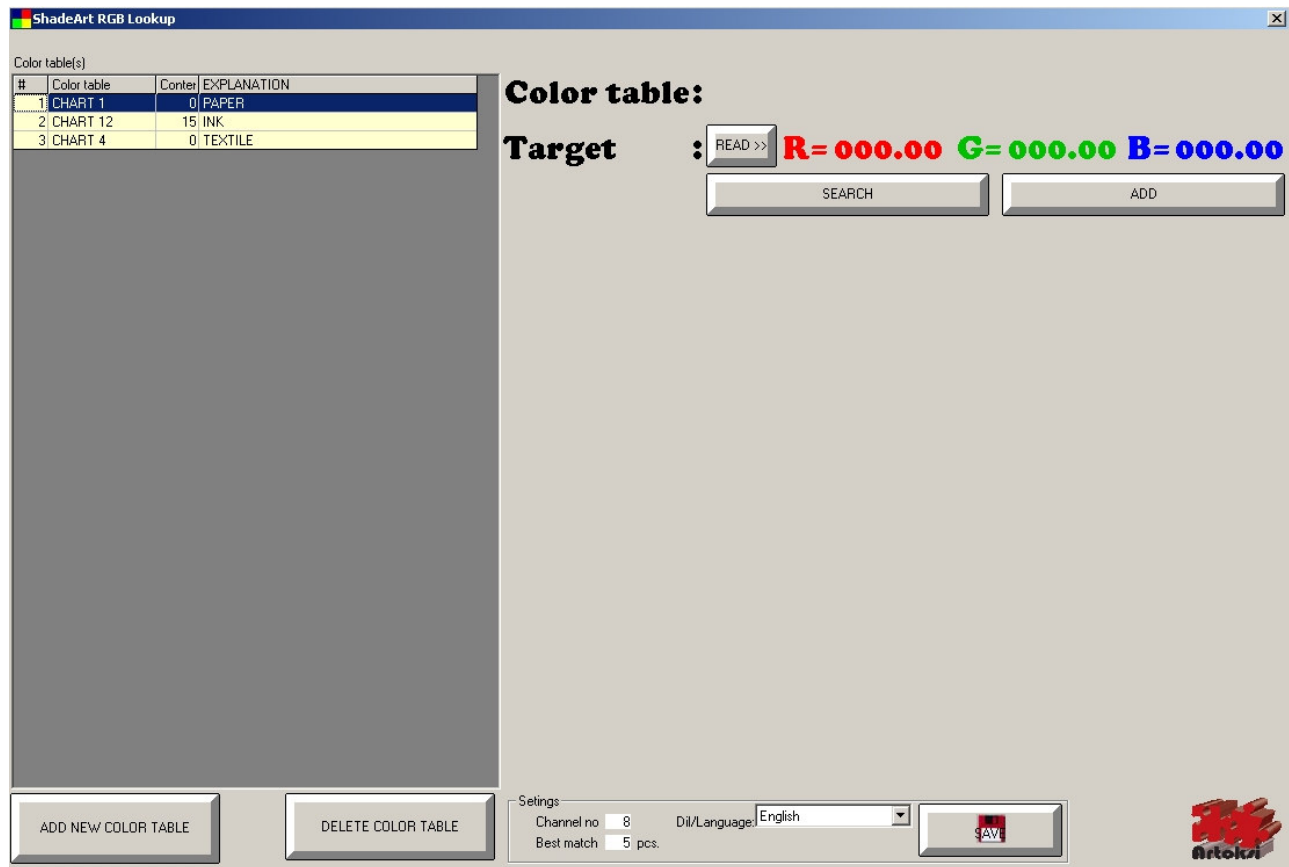 ShadeArt RGB Lookup
Color table(s)
# Color table Conter EXPLANATION
1 CHART 1 0 PAPER
2 CHART 12 15 INK
3 CHART 4 0 TEXTILE
Color table:
Target : READ >> R= 000.00 G= 000.00 B= 000.00
SEARCH ADD
ADD NEW COLOR TABLE DELETE COLOR TABLE
Setings
Channel no 8 Dil/Language: English
Best match 5 pcs.
SAVE
Artoksi